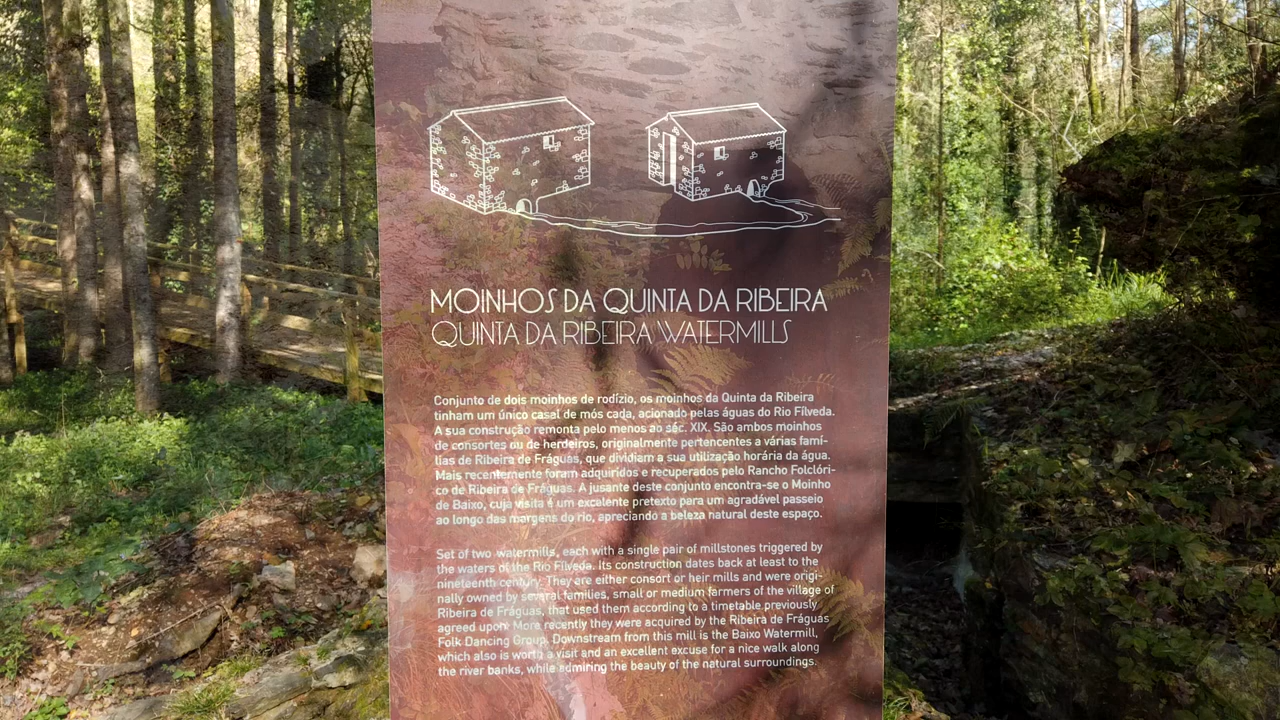 MOINHOS DA QUINTA DA RIBEIRA
QUINTA DA RIBEIRA WATERMILLS
Conjunto de dois moinhos de rodízio, os moinhos da Quinta da Ribeira
tinham um único casal de mós cada, acionado pelas águas do Rio Fílveda.
A sua construção remonta pelo menos ao séc. XIX. São ambos moinhos
de consortes ou de herdeiros, originalmente pertencentes a várias famí-
lias de Ribeira de Fráguas, que dividiam a sua utilização horária da água.
Mais recentemente foram adquiridos e recuperados pelo Rancho Folclóri-
co de Ribeira de Fráguas. A jusante deste conjunto encontra-se o Moinho
de Baixo, cuja visita é um excalente pretexto para um agradável passeio
ao longo das margens do rio, apreciando a beleza natural deste espaço.
Set of two watermills, each with a single pair of millstones triggered by
the waters of the Rio Fílveda. Its construction dates back at least to the
nineteenth century. They are either consort or heir mills and were origi-
nally owned by several families, small or medium farmers of the village of
Ribeira de Fráguas, that used them according to a timetable previously
agreed upon. More recently they were acquired by the Ribeira de Fráguas
Folk Dancing Group. Downstream from this mill is the Baixo Watermill,
which also is worth a visit and an excellent excuse for a nice walk along
the river banks, while admiring the beauty of the natural surroundings.